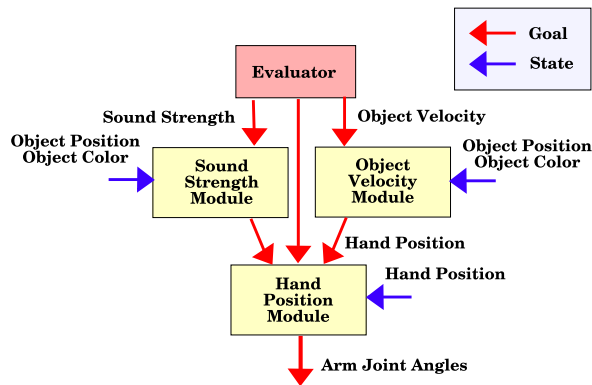 Goal
State
Evaluator
Sound Strength
Object Velocity
Object Position
Object Color
Sound
Strength
Module
Object
Velocity
Module
Object Position
Object Color
Hand Position
Hand Position
Hand
Position
Module
Arm Joint Angles